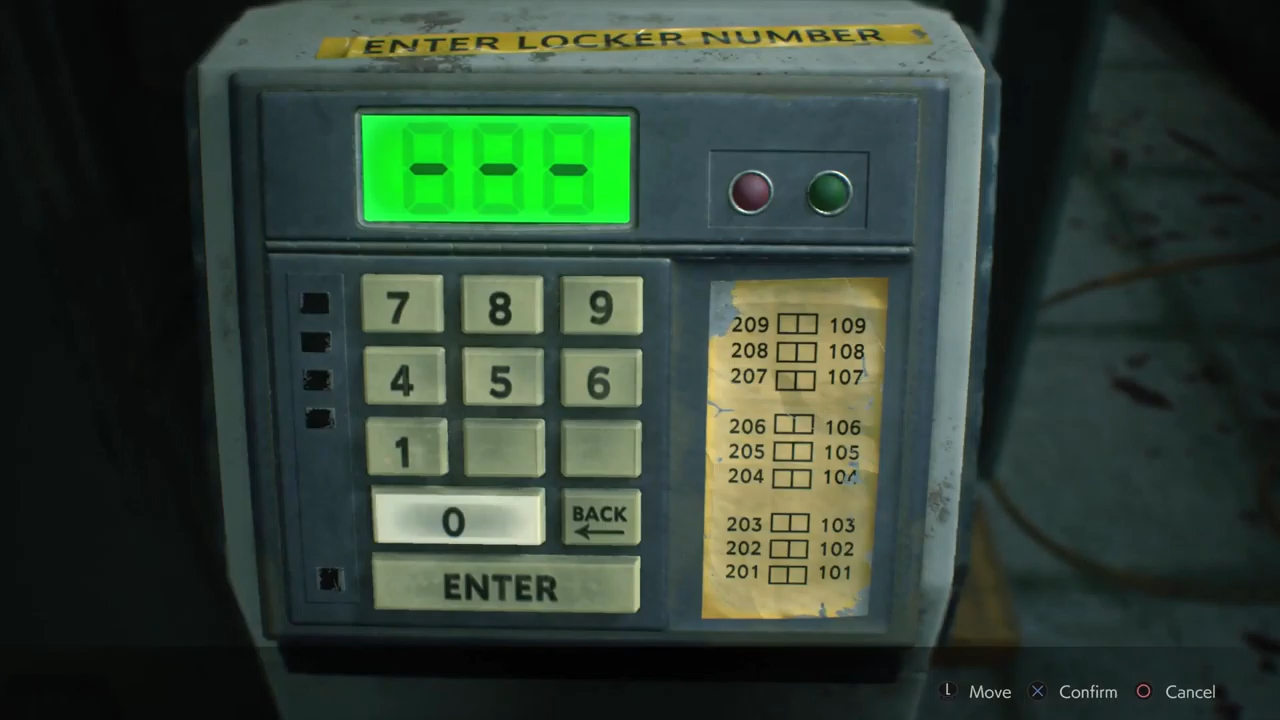 ENTER LOCKER NUMBER
- - -
7 8 9
4 5 6
1
0 BACK
ENTER
209 109
208 108
207 107
206 106
205 105
204 104
203 103
202 102
201 101
L Move X Confirm O Cancel